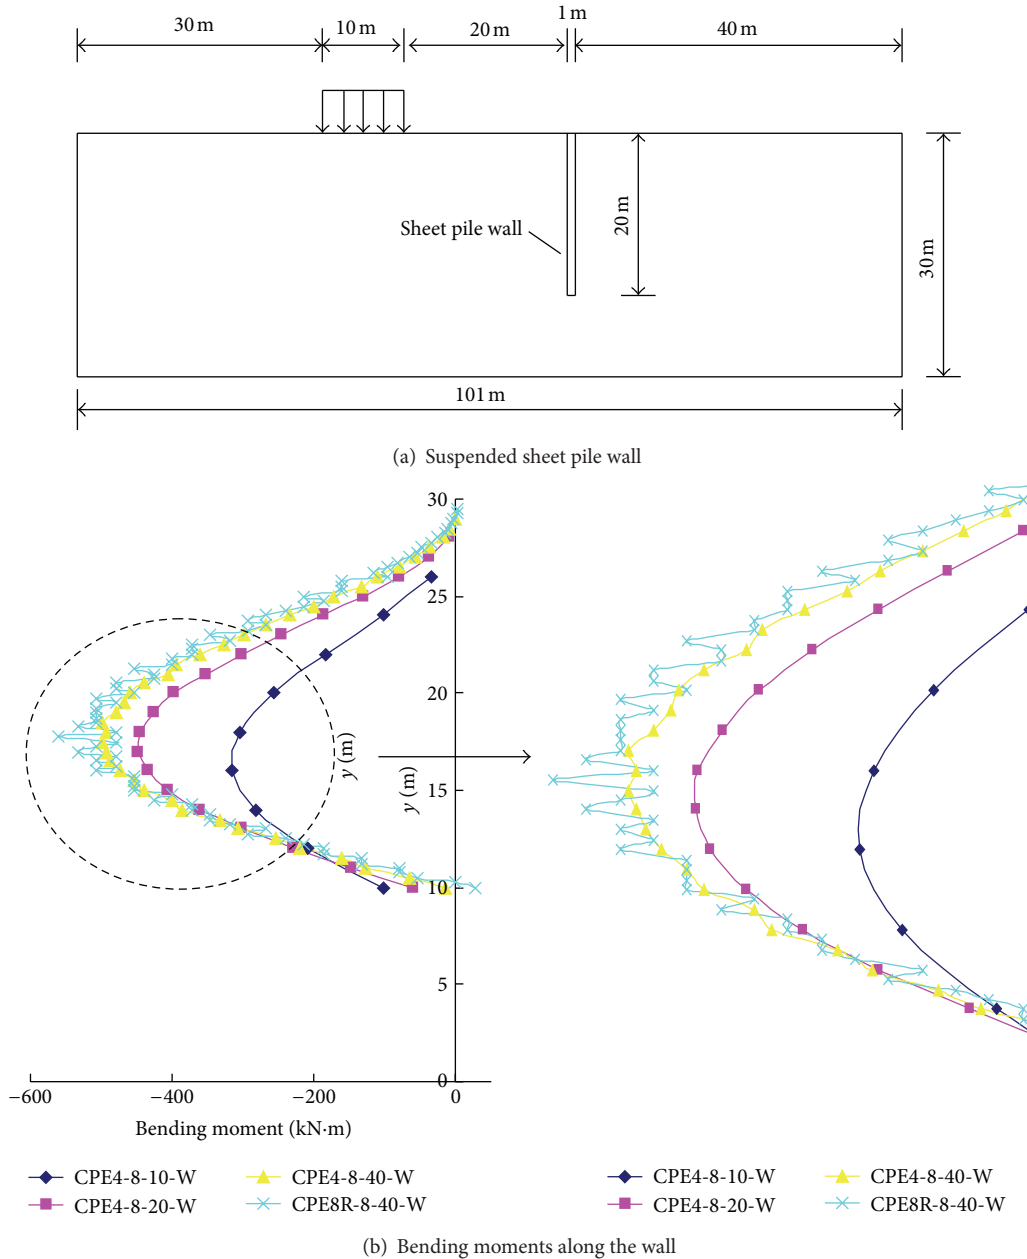 30 m
10 m
20 m
1 m
40 m
Sheet pile wall
20 m
30 m
101 m
(a) Suspended sheet pile wall
30
25
20
15
10
5
0
y (m)
y (m)
−600
−400
−200
0
Bending moment (kN·m)
CPE4-8-10-W
CPE4-8-40-W
CPE4-8-20-W
CPE8R-8-40-W
CPE4-8-10-W
CPE4-8-40-W
CPE4-8-20-W
CPE8R-8-40-W
(b) Bending moments along the wall